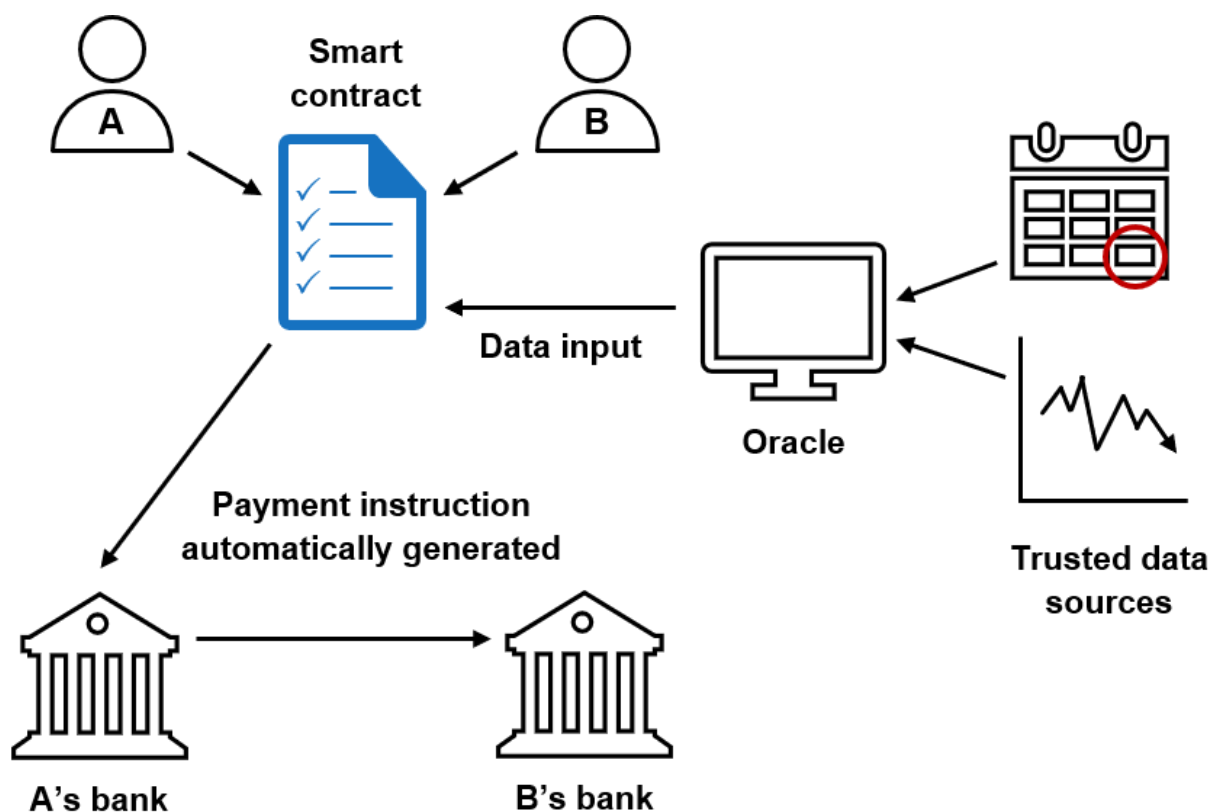 A
Smart
contract
B
Data input
Oracle
Trusted data
sources
Payment instruction
automatically generated
A's bank
B's bank